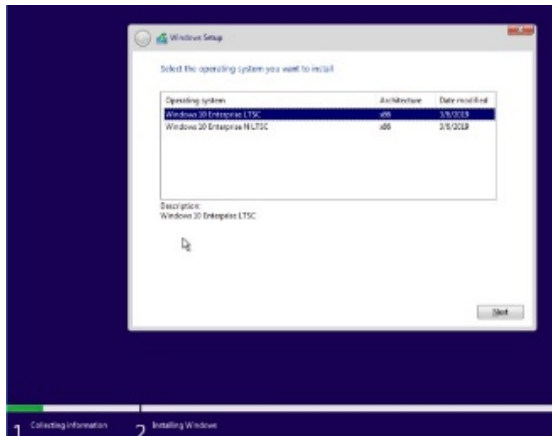 Windows Setup
Select the operating system you want to install
Operating system Architecture Date modified
Windows 10 Enterprise LTSC x86 3/8/2019
Windows 10 Enterprise N LTSC x86 3/8/2019
Description:
Windows 10 Enterprise LTSC
Next
1 Collecting information 2 Installing Windows